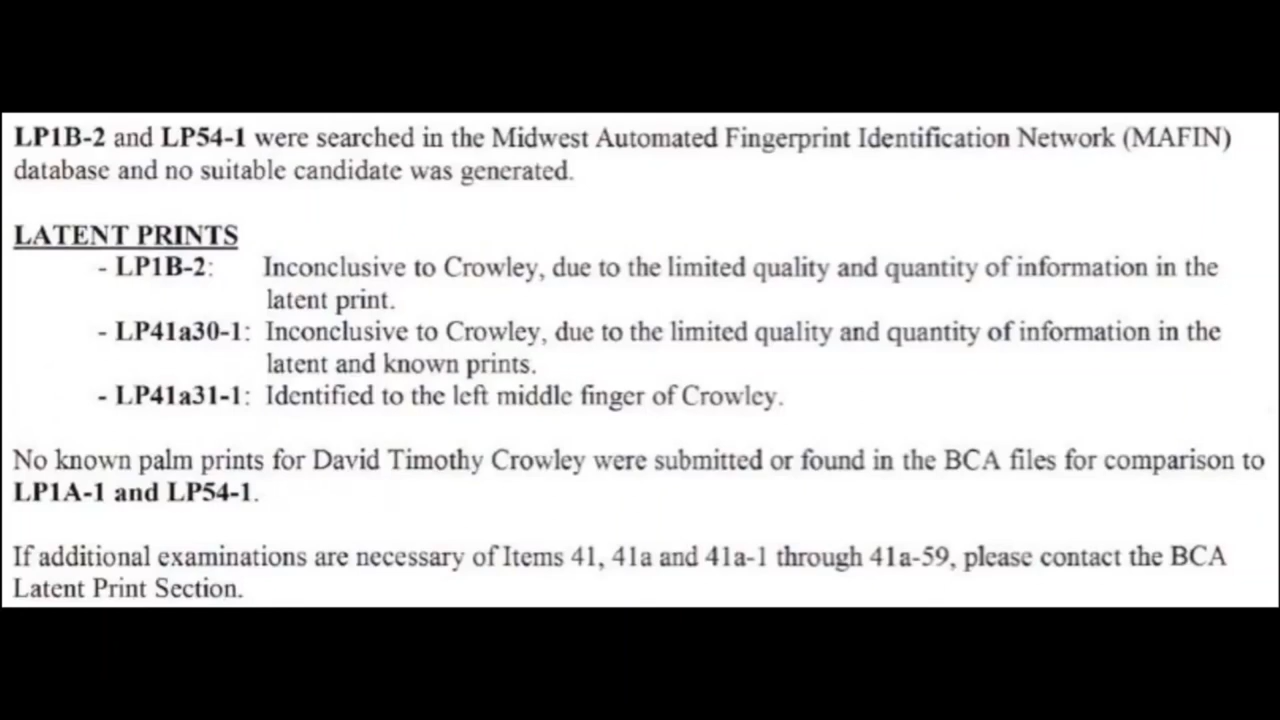 LP1B-2 and LP54-1 were searched in the Midwest Automated Fingerprint Identification Network (MAFIN)
database and no suitable candidate was generated.
LATENT PRINTS
- LP1B-2: Inconclusive to Crowley, due to the limited quality and quantity of information in the
latent print.
- LP41a30-1: Inconclusive to Crowley, due to the limited quality and quantity of information in the
latent and known prints.
- LP41a31-1: Identified to the left middle finger of Crowley.
No known palm prints for David Timothy Crowley were submitted or found in the BCA files for comparison to
LP1A-1 and LP54-1.
If additional examinations are necessary of Items 41, 41a and 41a-1 through 41a-59, please contact the BCA
Latent Print Section.